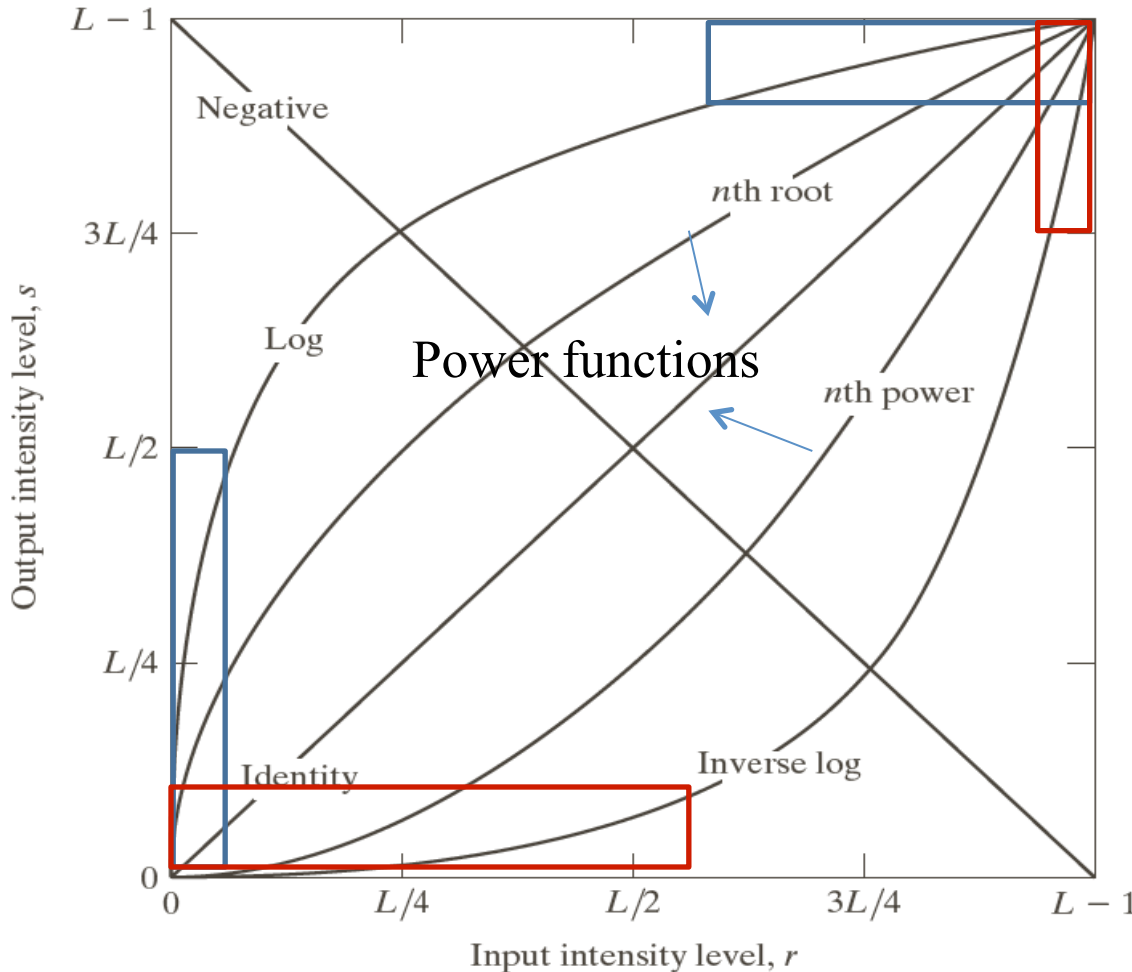 L − 1
Negative
nth root
3L/4
Log
Power functions
nth power
L/2
Output intensity level, s
L/4
Inverse log
Identity
0
0
L/4
L/2
3L/4
L − 1
Input intensity level, r